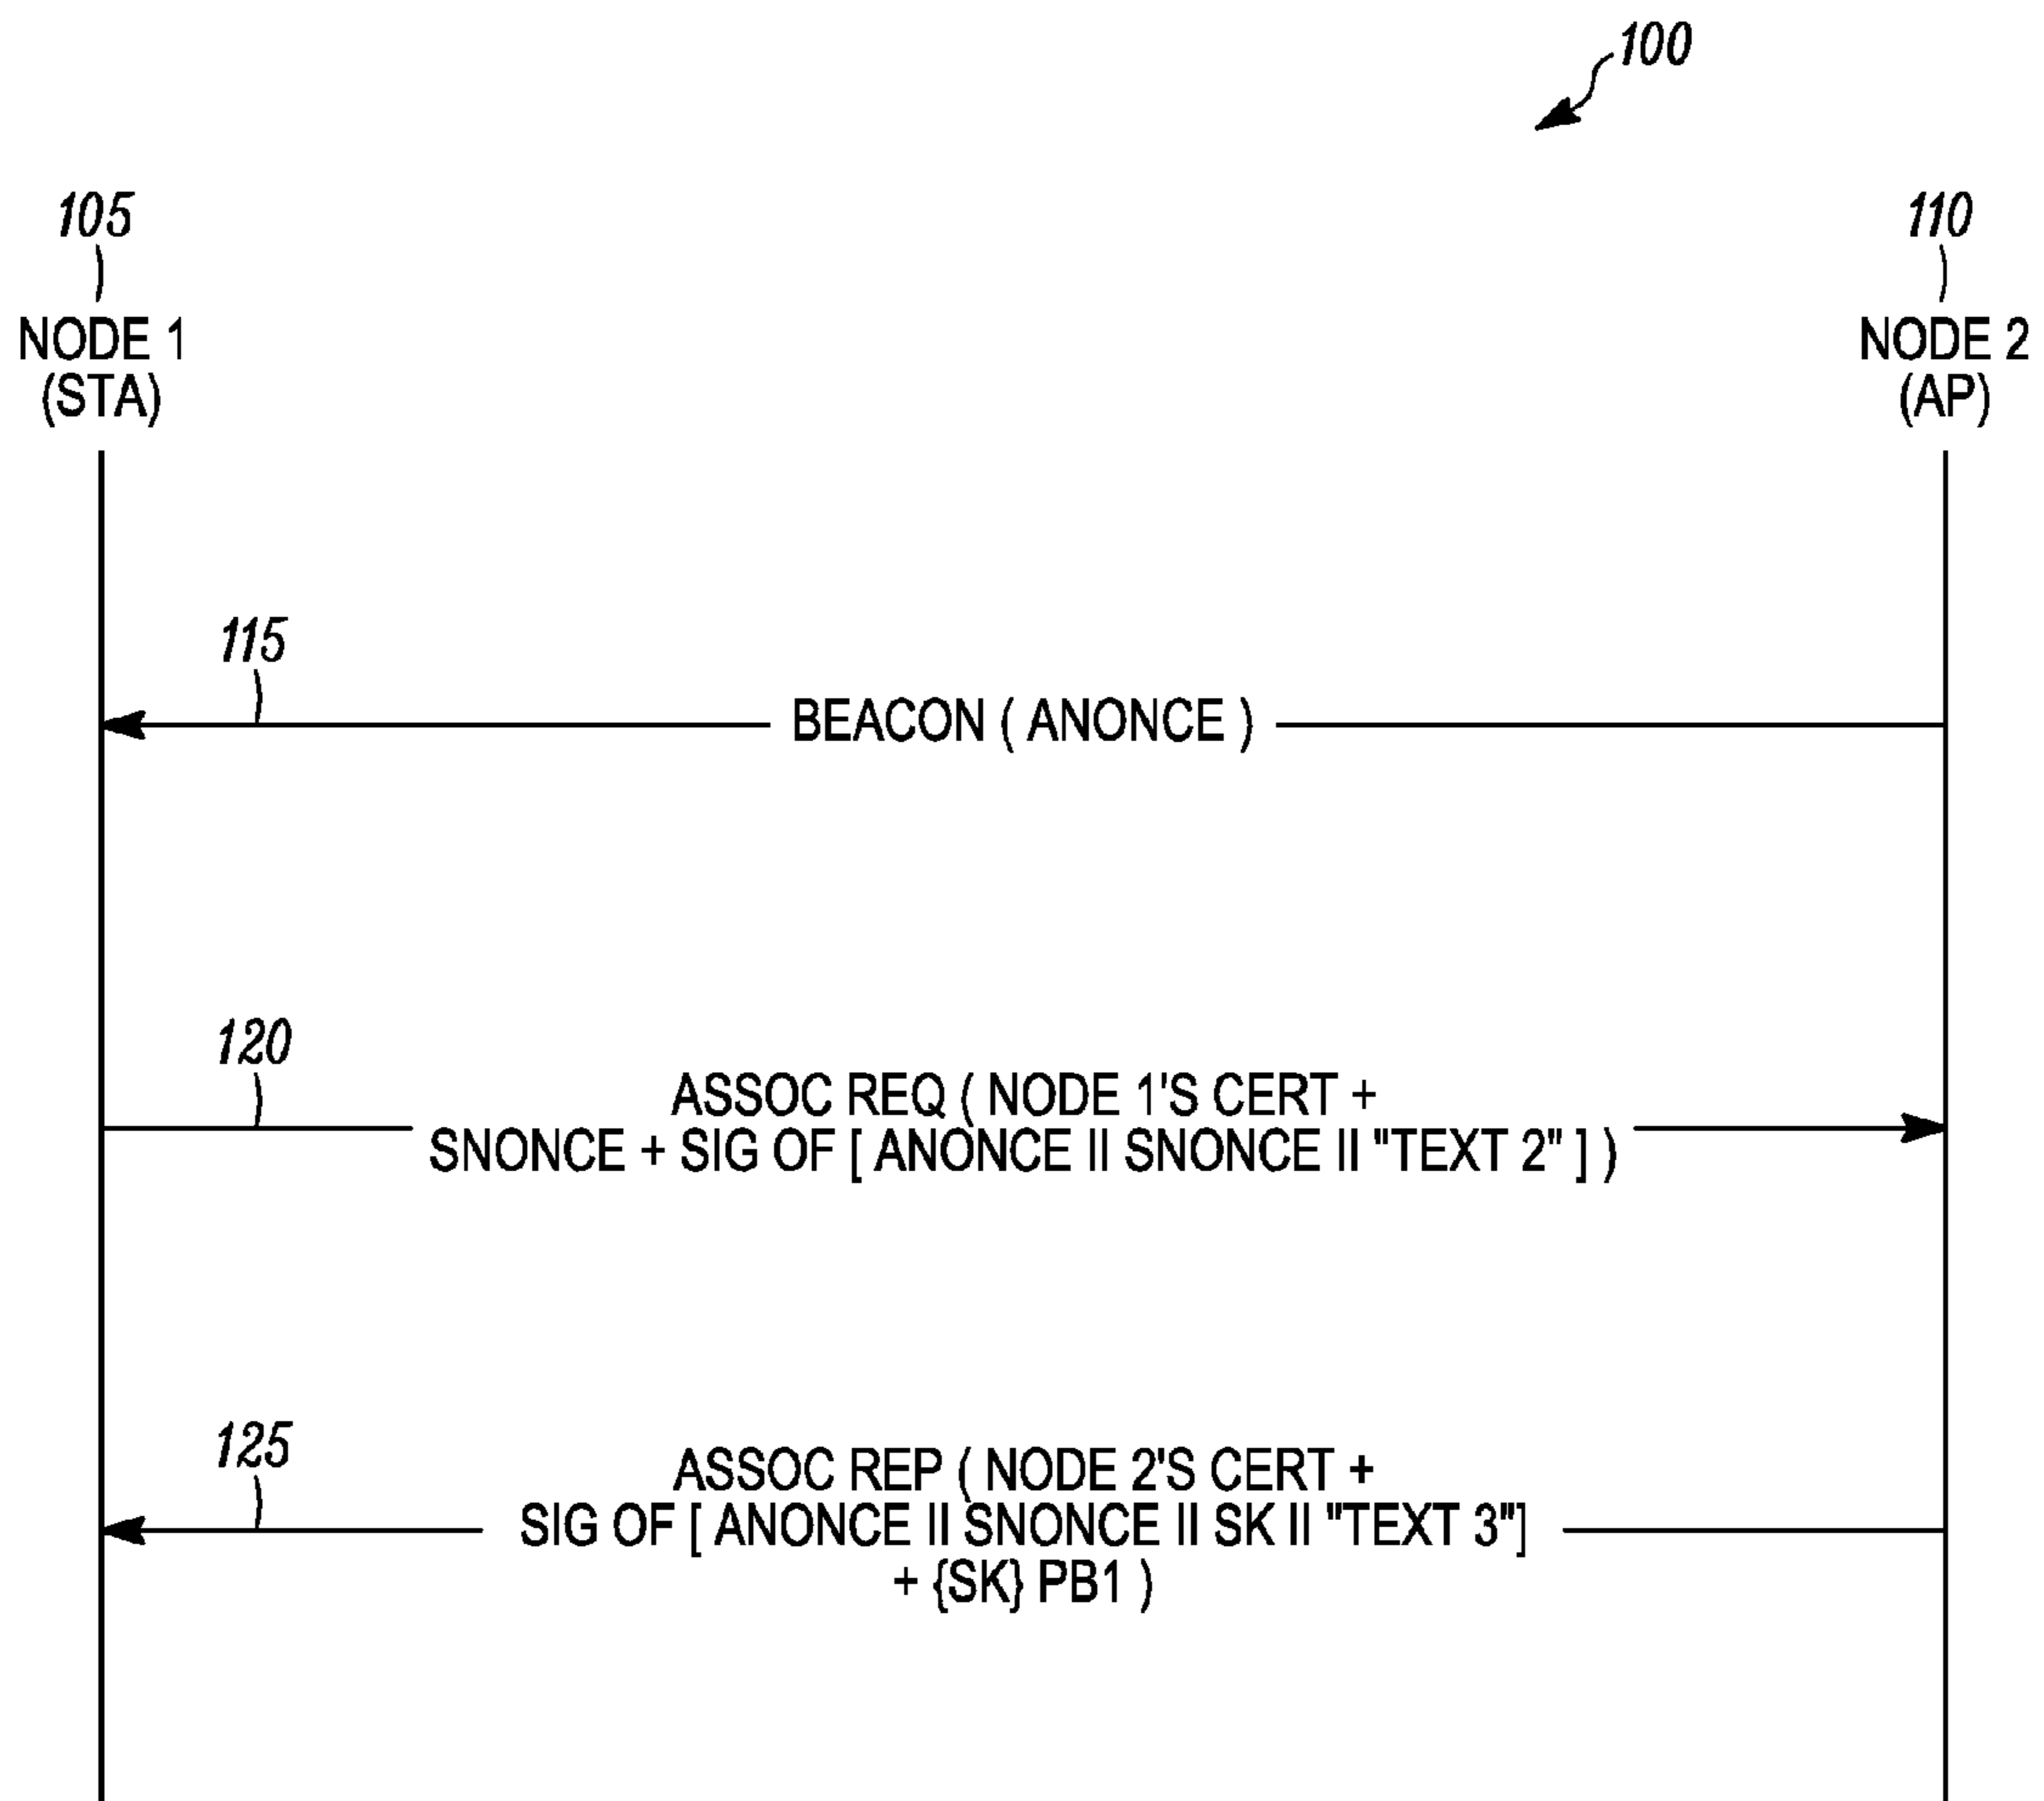 100
105
110
NODE 1
(STA)
NODE 2
(AP)
115
BEACON ( ANONCE )
120
ASSOC REQ ( NODE 1'S CERT +
SNONCE + SIG OF [ ANONCE II SNONCE II "TEXT 2" ] )
125
ASSOC REP ( NODE 2'S CERT +
SIG OF [ ANONCE II SNONCE II SK II "TEXT 3"]
+ {SK} PB1 )